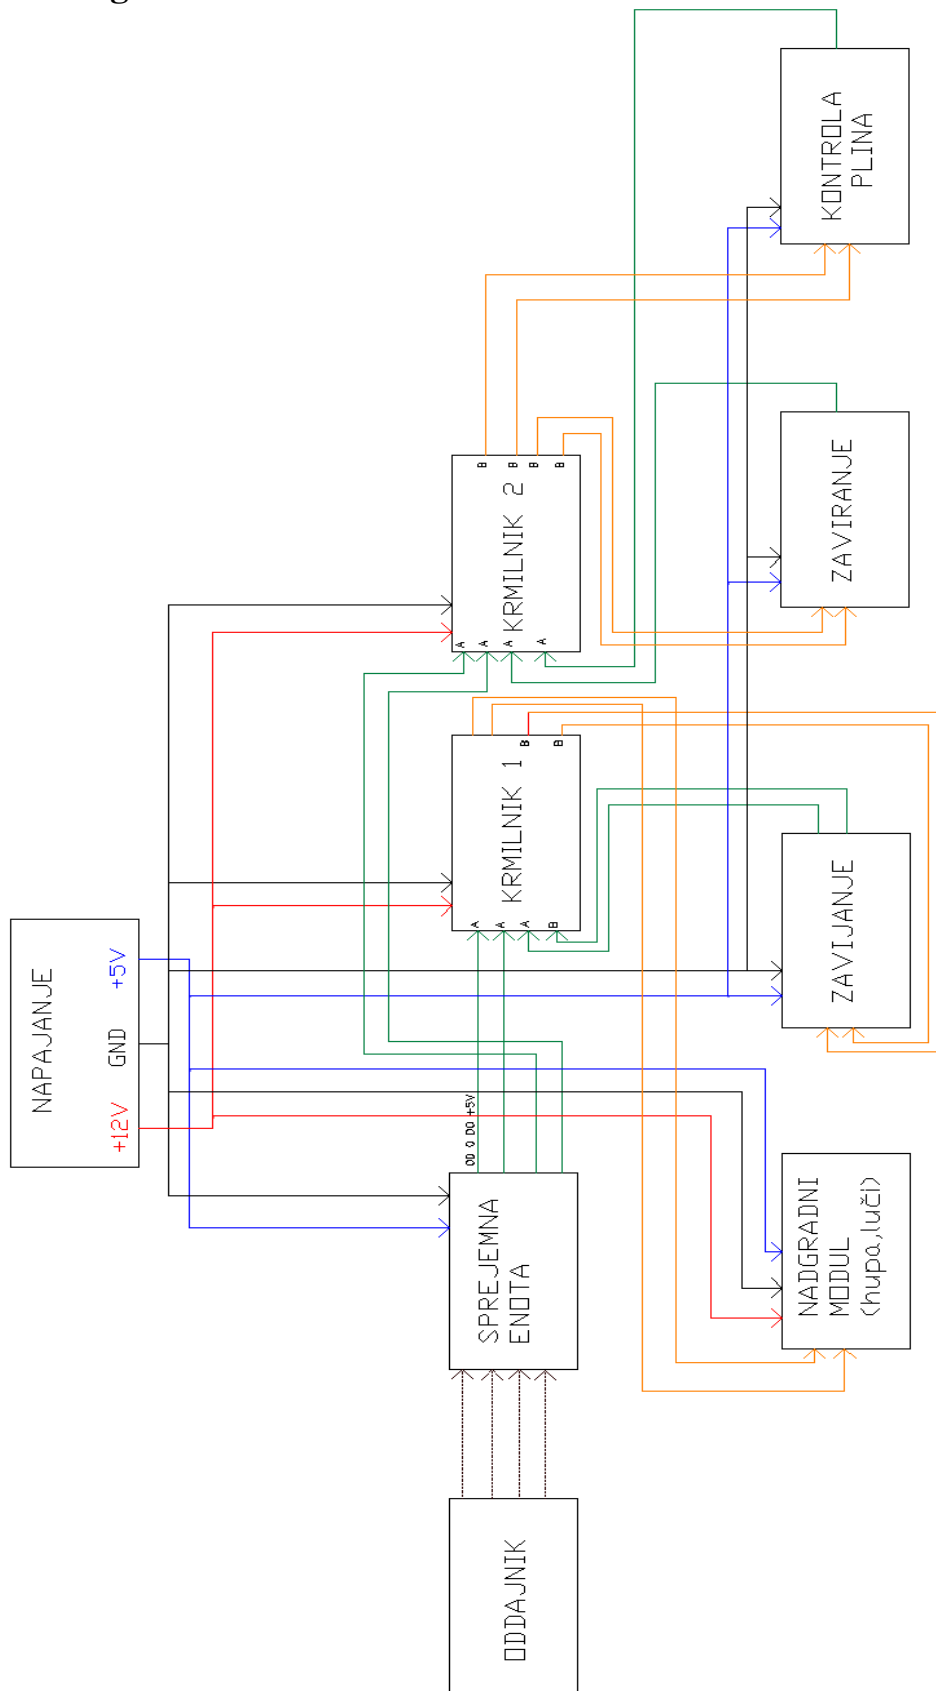 NAPAJANJE
+12V GND +5V
ODDAJNIK
SPREJEMNA
ENOTA
OD 0 DO +5V
A
A
A
B
KRMILNIK 1
B
B
A
A
A
A
KRMILNIK 2
B
B
B
B
NADGRADNI
MODUL
(hupa,luči)
ZAVIJANJE
ZAVIRANJE
KONTROLA
PLINA